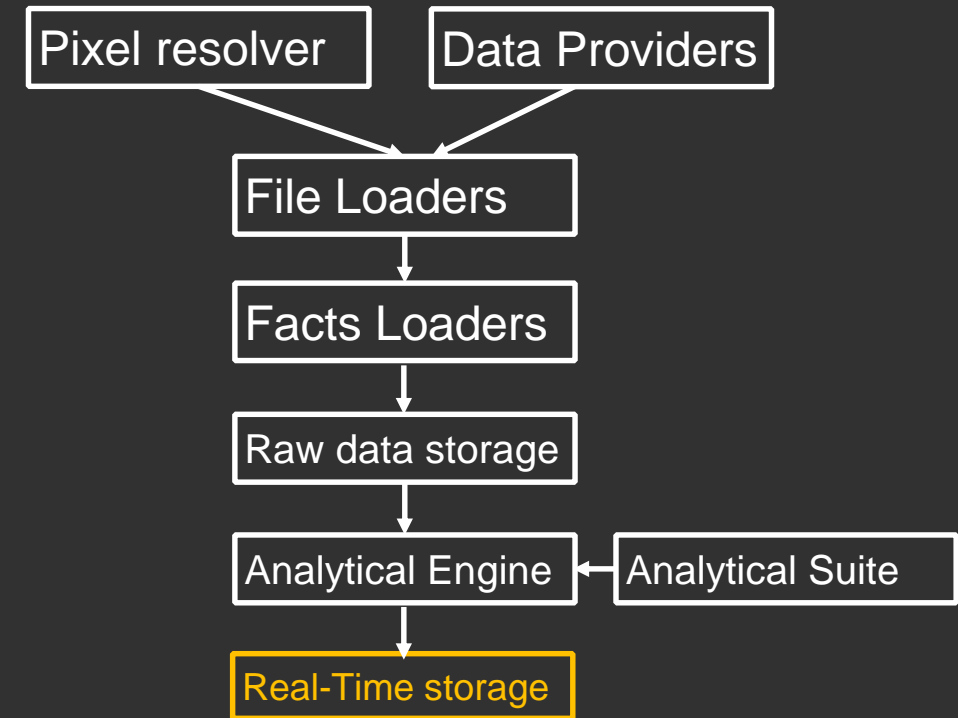 Pixel resolver
Data Providers
File Loaders
Facts Loaders
Raw data storage
Analytical Engine
Analytical Suite
Real-Time storage